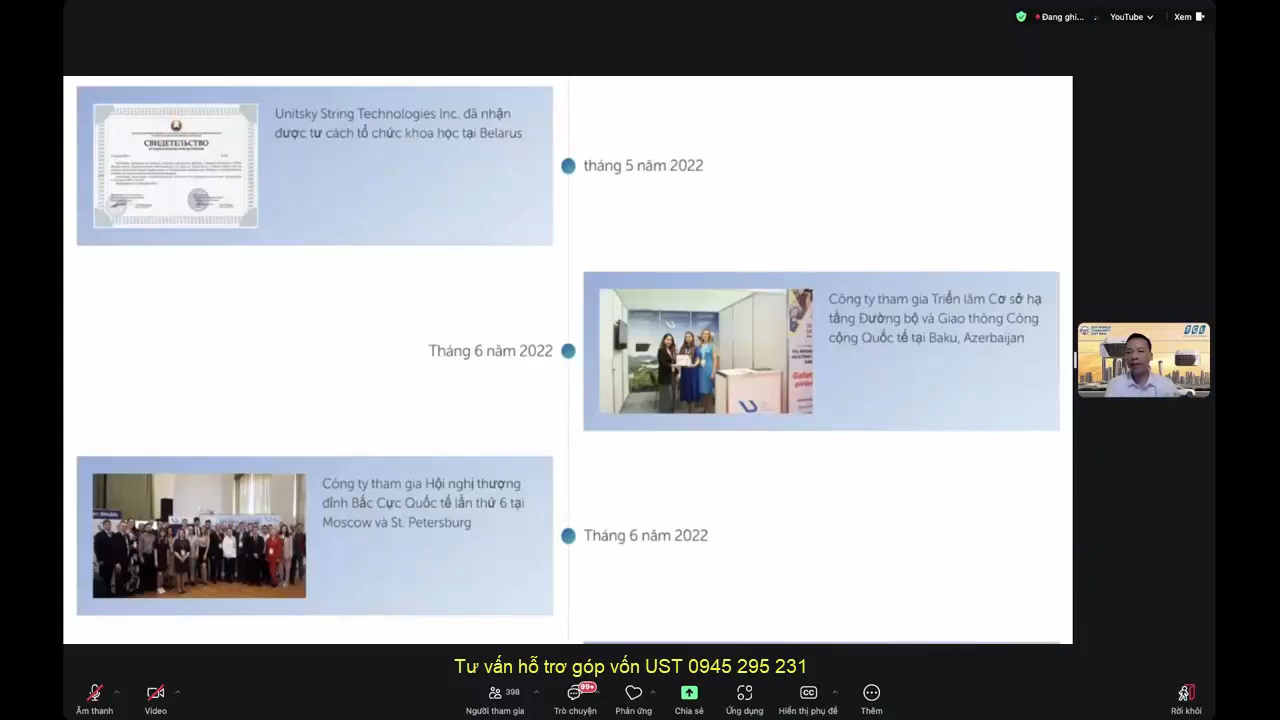 Đang ghi...
YouTube
Xem
СВИДЕТЕЛЬСТВО
Unitsky String Technologies Inc. đã nhận
được tư cách tổ chức khoa học tại Belarus
tháng 5 năm 2022
Tháng 6 năm 2022
Công ty tham gia Triển lãm Cơ sở hạ
tầng Đường bộ và Giao thông Công
cộng Quốc tế tại Baku, Azerbaijan
Công ty tham gia Hội nghị thượng
đỉnh Bắc Cực Quốc tế lần thứ 6 tại
Moscow và St. Petersburg
Tháng 6 năm 2022
Tư vấn hỗ trơ góp vốn UST 0945 295 231
Âm thanh
Video
398
Người tham gia
99+
Trò chuyện
Phản ứng
Chia sẻ
Ứng dụng
CC
Hiển thị phụ đề
Thêm
Rời khỏi